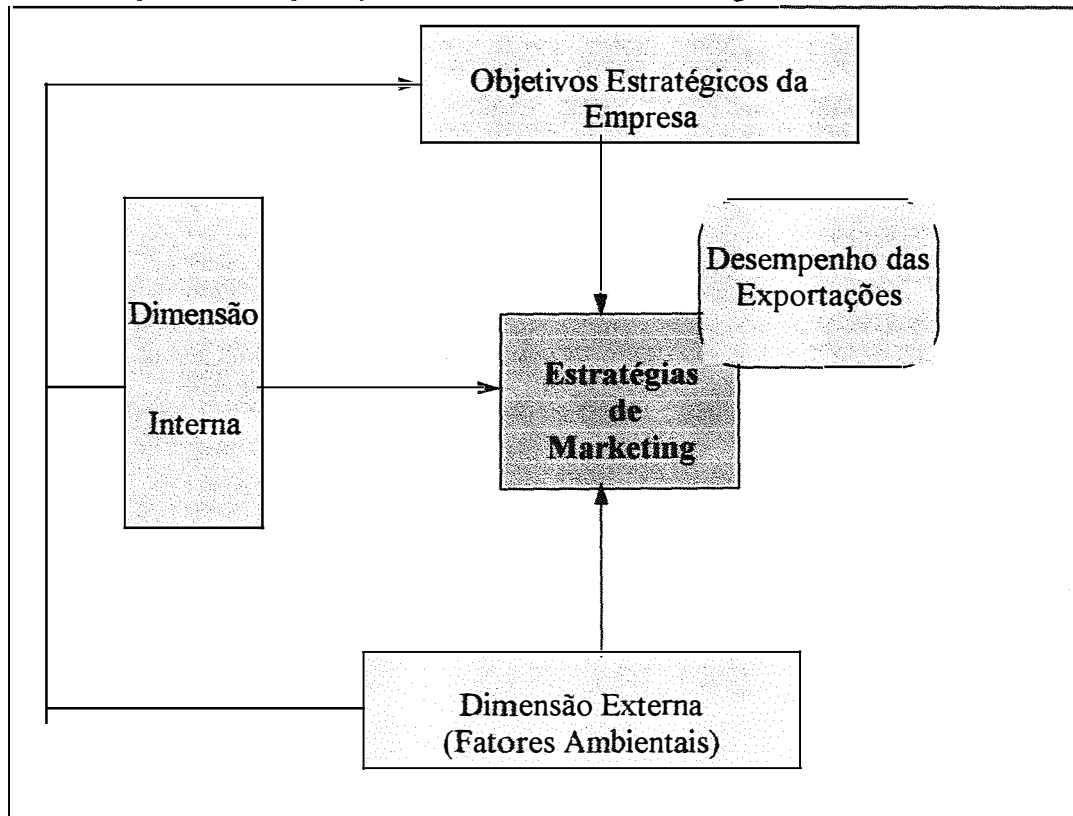 Objetivos Estratégicos da
Empresa
Desempenho das
Exportações
Dimensão
Interna
Estratégias
de
Marketing
Dimensão Externa
(Fatores Ambientais)